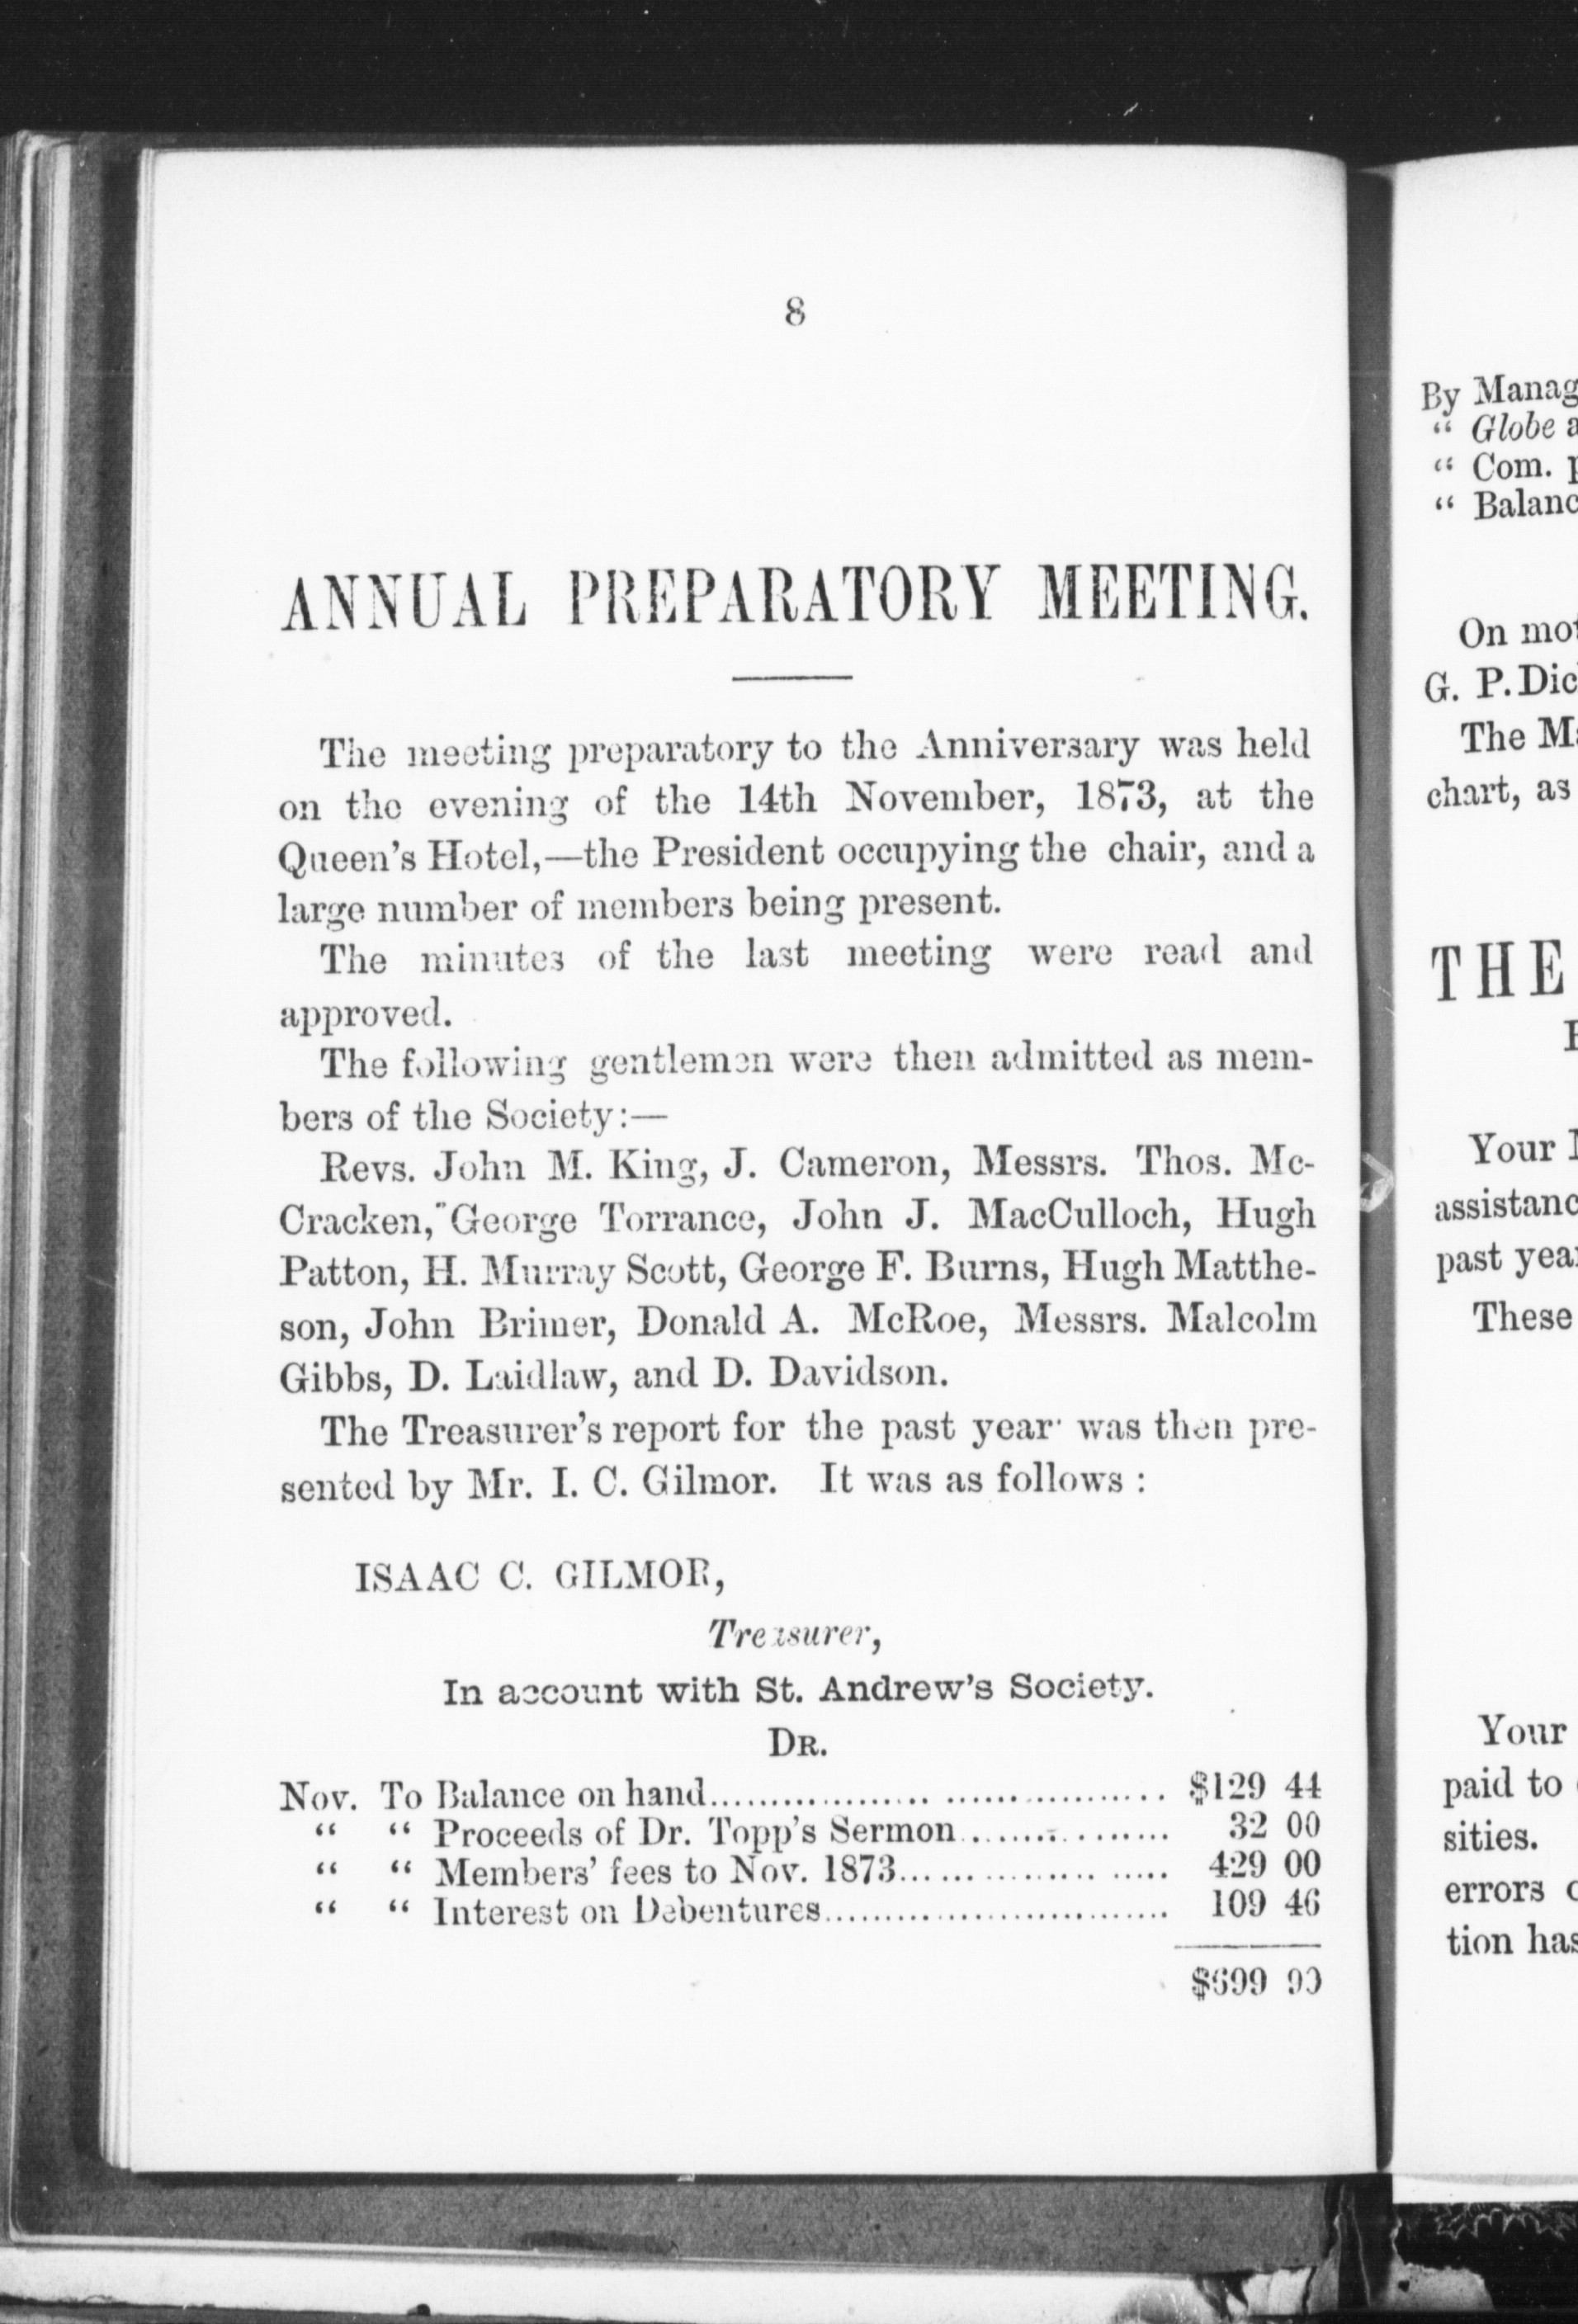 8
ANNUAL PREPARATORY MEETING.
The meeting preparatory to the Anniversary was held
on the evening of the 14th November, 1873, at the
Queen's Hotel,—the President occupying the chair, and a
large number of members being present.
The minutes of the last meeting were read and
approved.
The following gentlemen were then admitted as mem-
bers of the Society:—
Revs. John M. King, J. Cameron, Messrs. Thos. Mc-
Cracken, George Torrance, John J. MacCulloch, Hugh
Patton, H. Murray Scott, George F. Burns, Hugh Matthe-
son, John Brimer, Donald A. McRoe, Messrs. Malcolm
Gibbs, D. Laidlaw, and D. Davidson.
The Treasurer's report for the past year was then pre-
sented by Mr. I. C. Gilmor. It was as follows :
ISAAC C. GILMOR,
Treasurer,
In account with St. Andrew's Society.
DR.
Nov. To Balance on hand........................................ $129 44
“ “ Proceeds of Dr. Topp's Sermon.................. 32 00
“ “ Members' fees to Nov. 1873........................ 429 00
“ “ Interest on Debentures.............................. 109 46
$699 90
By Manag
“ Globe a
“ Com. p
“ Balanc
On mot
G. P. Dic
The Ma
chart, as
THE
Your
assistanc
past year
These
Your
paid to
sities.
errors o
tion has